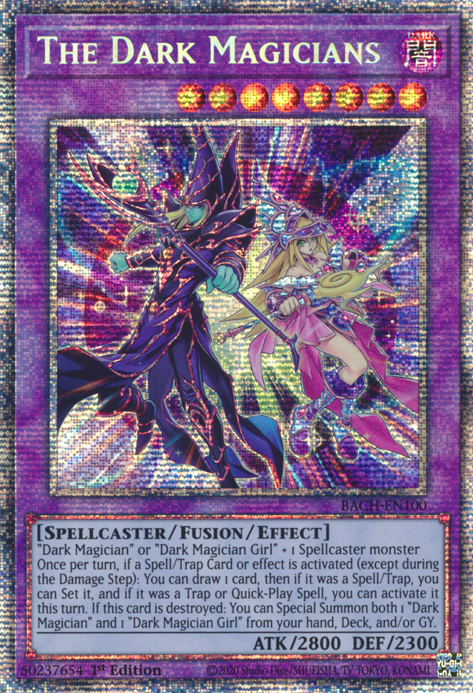 THE DARK MAGICIANS
DARK
闇
BACH-EN100
[SPELLCASTER/FUSION/EFFECT]
"Dark Magician" or "Dark Magician Girl" + 1 Spellcaster monster
Once per turn, if a Spell/Trap Card or effect is activated (except during
the Damage Step): You can draw 1 card, then if it was a Spell/Trap, you
can Set it, and if it was a Trap or Quick-Play Spell, you can activate it
this turn. If this card is destroyed: You can Special Summon both 1 "Dark
Magician" and 1 "Dark Magician Girl" from your hand, Deck, and/or GY.
ATK/2800 DEF/2300
50237654 1st Edition ©2020 Studio Dice/SHUEISHA, TV TOKYO, KONAMI